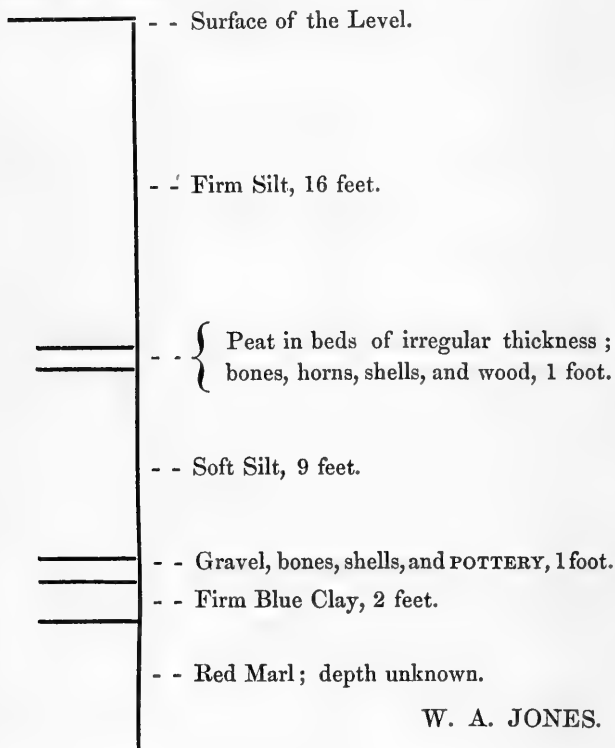 - - Surface of the Level.
- - Firm Silt, 16 feet.
- - { Peat in beds of irregular thickness ;
bones, horns, shells, and wood, 1 foot.
- - Soft Silt, 9 feet.
- - Gravel, bones, shells, and POTTERY, 1 foot.
- - Firm Blue Clay, 2 feet.
- - Red Marl; depth unknown.
W. A. JONES.